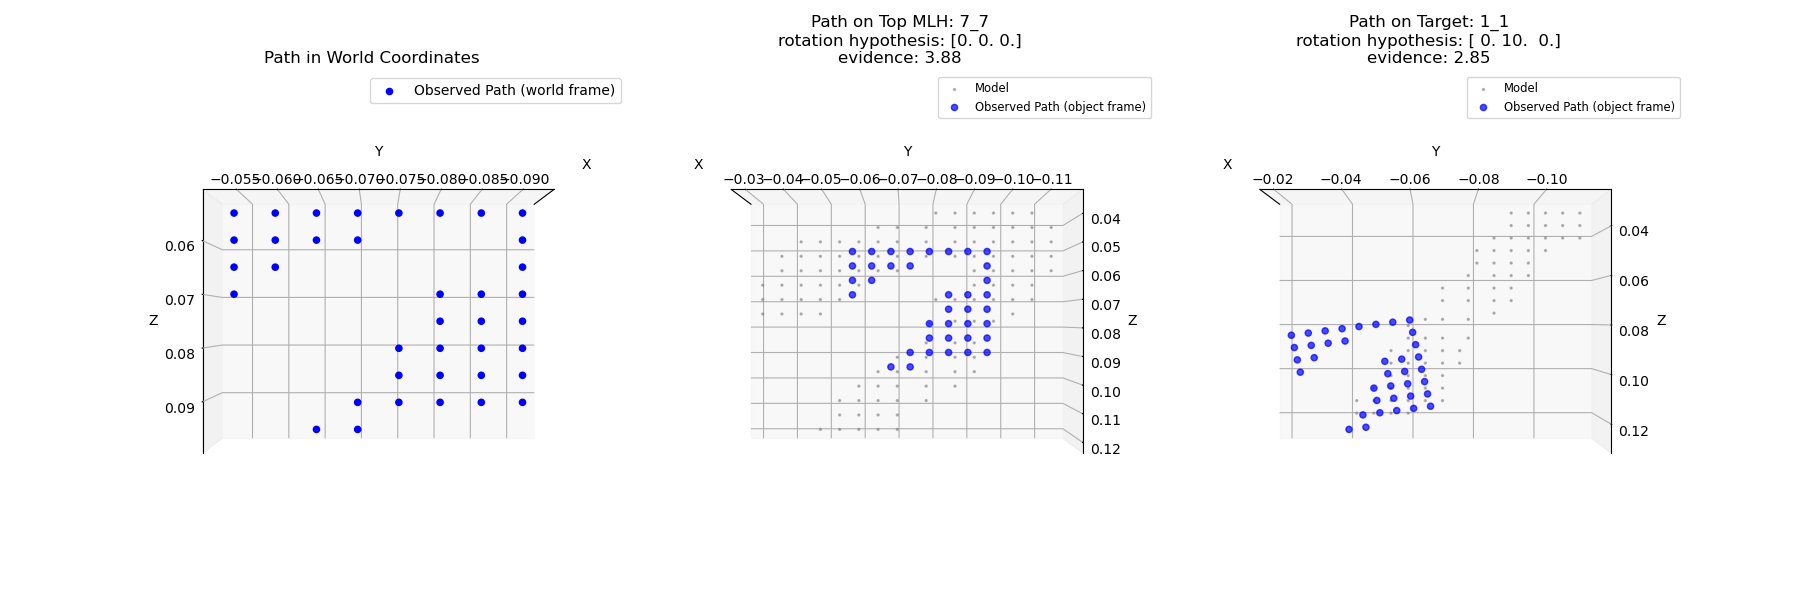 Path in World Coordinates
Observed Path (world frame)
Y
X
−0.055 −0.060 −0.065 −0.070 −0.075 −0.080 −0.085 −0.090
0.06
0.07
Z
0.08
0.09
Path on Top MLH: 7_7
rotation hypothesis: [0. 0. 0.]
evidence: 3.88
Model
Observed Path (object frame)
Y
X
−0.03 −0.04 −0.05 −0.06 −0.07 −0.08 −0.09 −0.10 −0.11
0.04
0.05
0.06
0.07
Z
0.08
0.09
0.10
0.11
0.12
Path on Target: 1_1
rotation hypothesis: [ 0. 10.  0.]
evidence: 2.85
Model
Observed Path (object frame)
Y
X
−0.02 −0.04 −0.06 −0.08 −0.10
0.04
0.06
Z
0.08
0.10
0.12